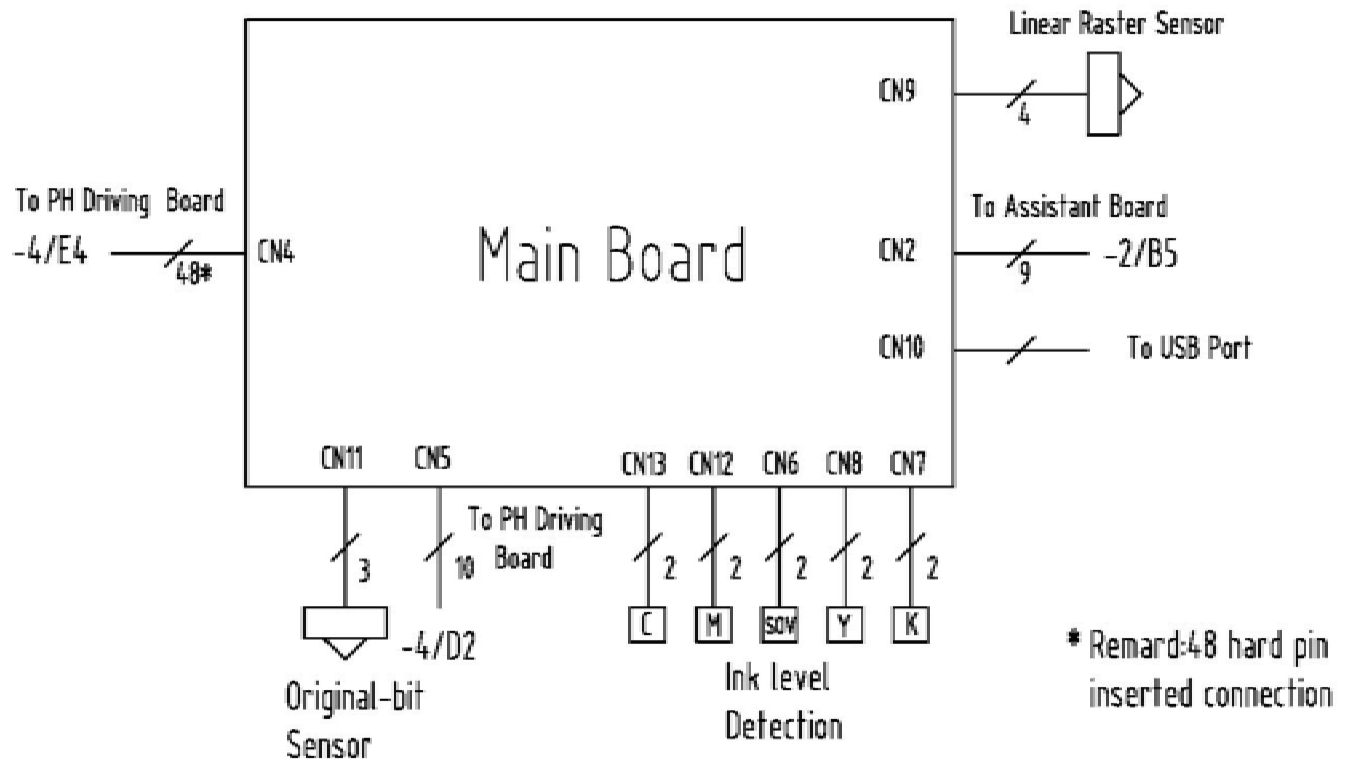 Linear Raster Sensor
CN9
4
To PH Driving Board
-4/E4
48*
CN4
Main Board
To Assistant Board
CN2
9
-2/B5
CN10
To USB Port
CN11
CN5
CN13
CN12
CN6
CN8
CN7
To PH Driving
Board
3
10
2
2
2
2
2
C
M
SOV
Y
K
-4/D2
Original-bit
Sensor
Ink level
Detection
* Remard:48 hard pin
inserted connection